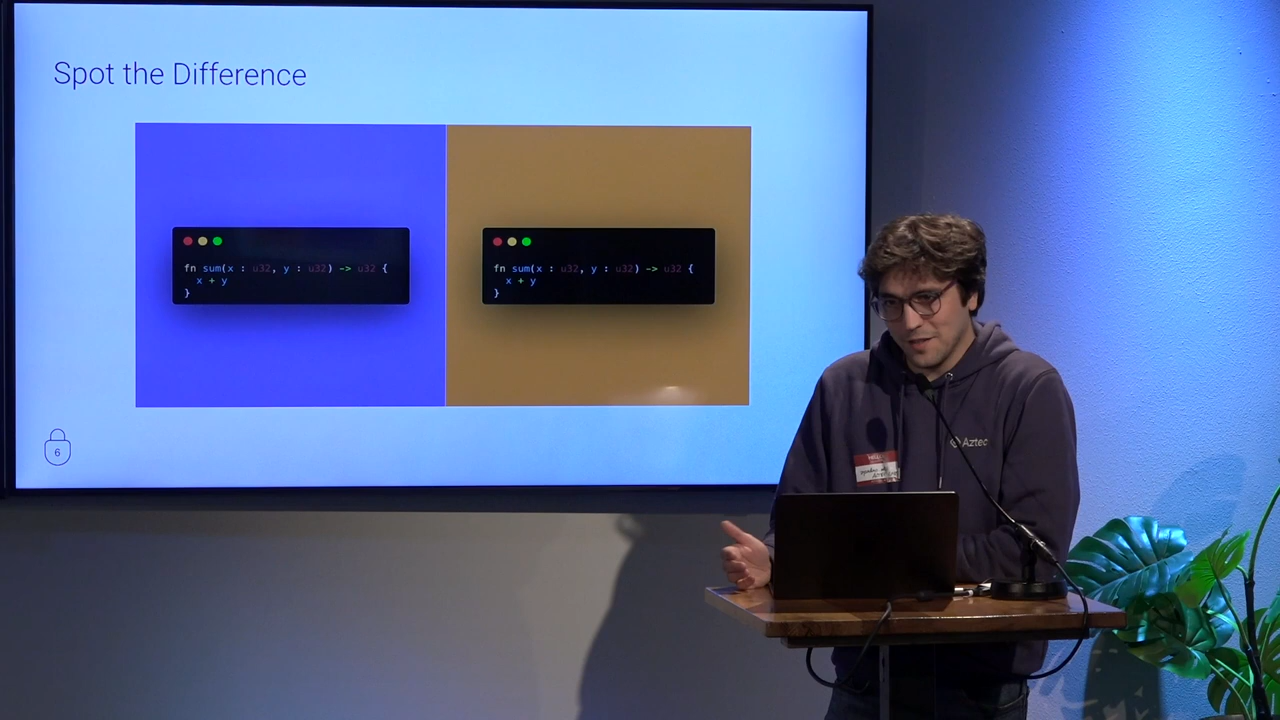 Spot the Difference
fn sum(x : u32, y : u32) -> u32 {
x + y
}
fn sum(x : u32, y : u32) -> u32 {
x + y
}
6
Aztec